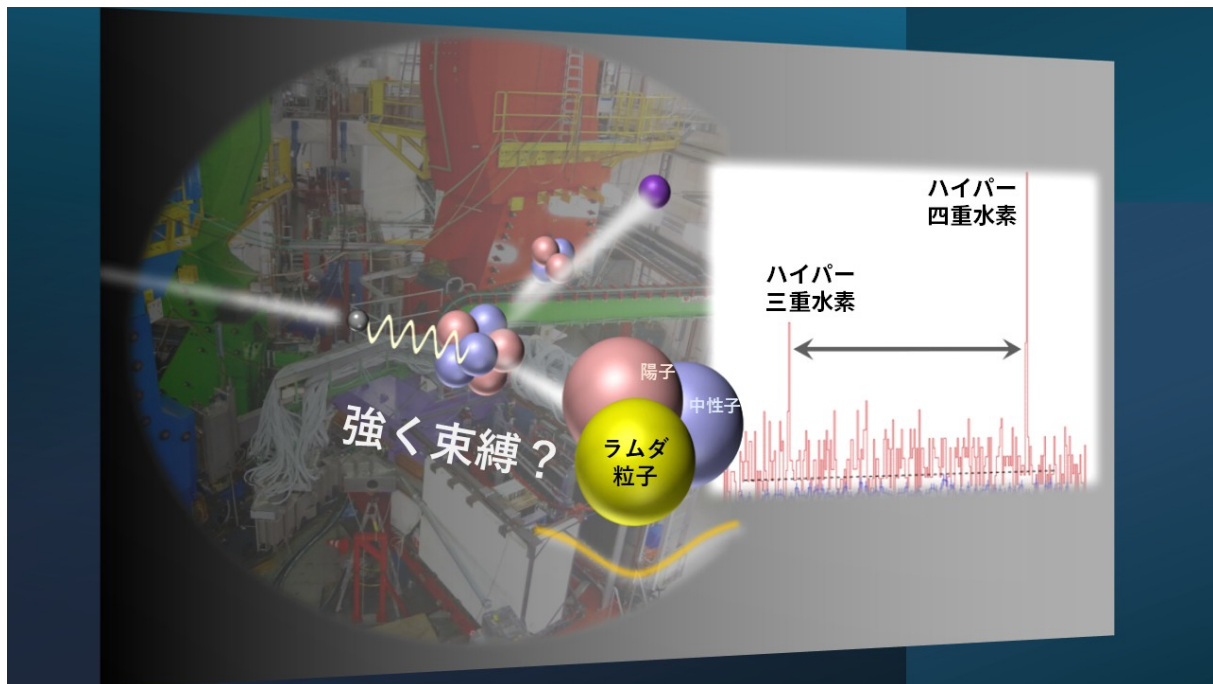 ハイパー
四重水素
ハイパー
三重水素
陽子
中性子
強く束縛？
ラムダ
粒子